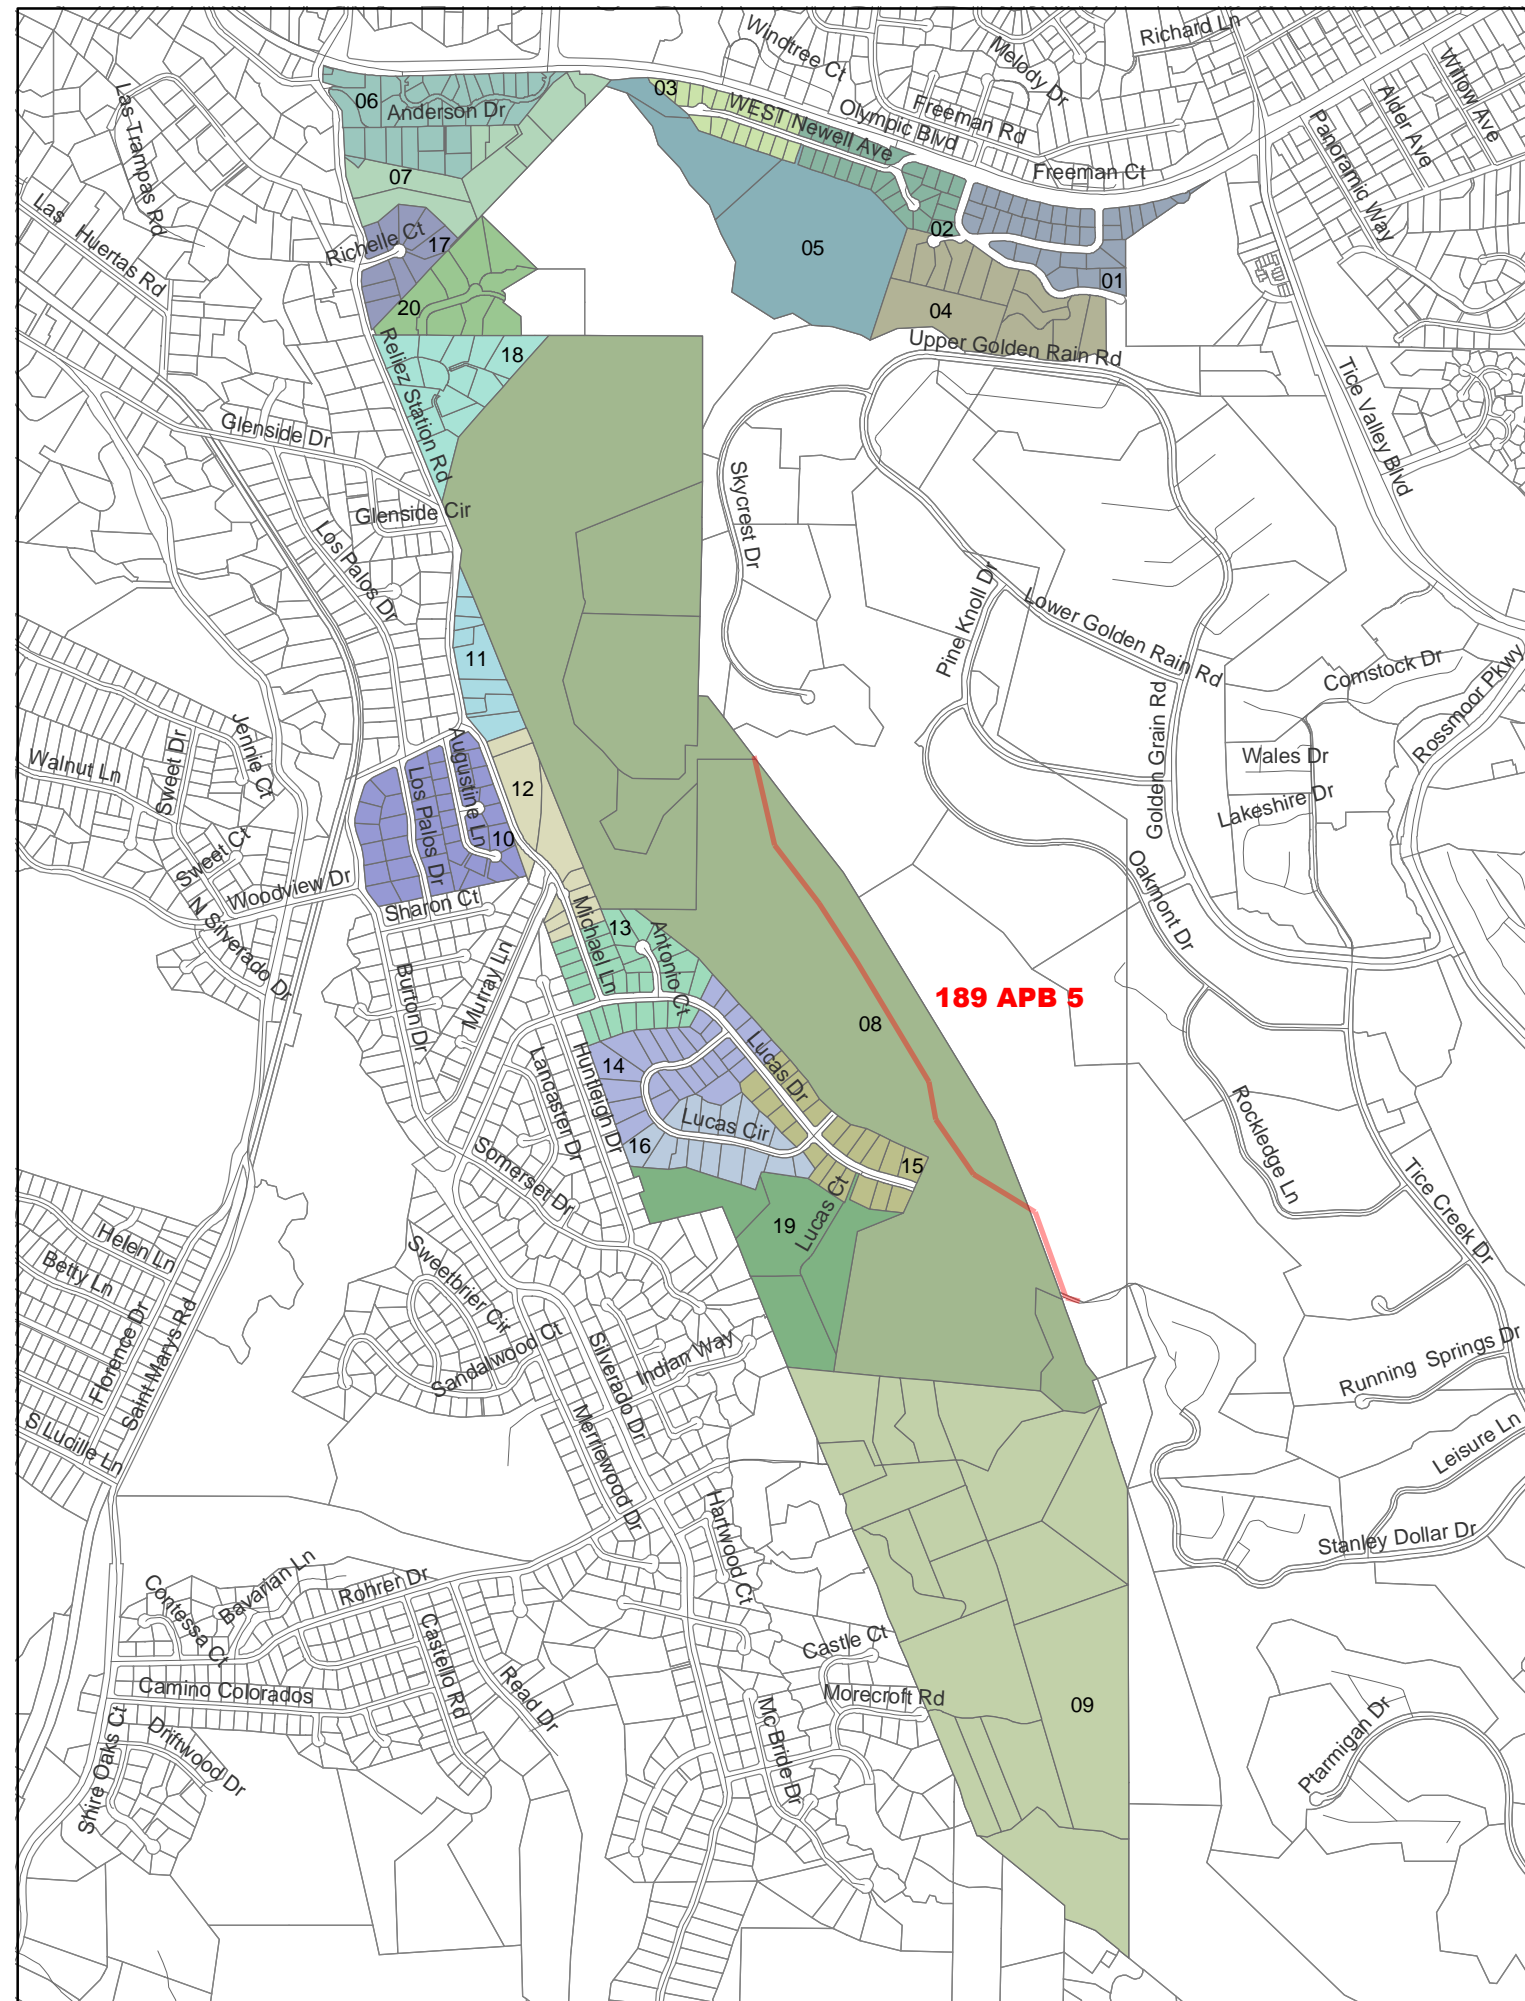 Richard Ln
Windtree Ct
Melody Dr
Willow Ave
Las Trampas Rd
06
Anderson Dr
03
WEST Newell Ave
Olympic Blvd
Freeman Rd
Alder Ave
Panoramic Way
Freeman Ct
07
Las Huertas Rd
Richelle Ct
17
02
05
01
20
04
Upper Golden Rain Rd
18
Reliez Station Rd
Tice Valley Blvd
Glenside Dr
Skycrest Dr
Glenside Cir
Los Palos Dr
Pine Knoll Dr
Lower Golden Rain Rd
11
Comstock Dr
Rossmoor Pkwy
Jennie Ct
Sweet Dr
Walnut Ln
Augustine Ln
Golden Grain Rd
Wales Dr
12
Los Palos Dr
Lakeshire Dr
10
Sweet Ct
Woodview Dr
Sharon Ct
Oakmont Dr
N Silverado Dr
Michael Ln
13
Antonio Ct
Murray Ln
Burton Dr
189 APB 5
08
Lucas Dr
14
Huntleigh Dr
Lancaster Dr
Lucas Cir
Rockledge Ln
16
15
Somerset Dr
Lucas Ct
19
Tice Creek Dr
Helen Ln
Betty Ln
Sweetbrier Cir
Florence Dr
Saint Marys Rd
Sandalwood Ct
Silverado Dr
Indian Way
Running Springs Dr
S Lucille Ln
Merriewood Dr
Leisure Ln
Hartwood Ct
Stanley Dollar Dr
Bavarian Ln
Rohrer Dr
Contessa Ct
Castello Rd
Castle Ct
Read Dr
Camino Colorados
Morecroft Rd
09
Mc Bride Dr
Driftwood Dr
Shire Oaks Ct
Ptarmigan Dr